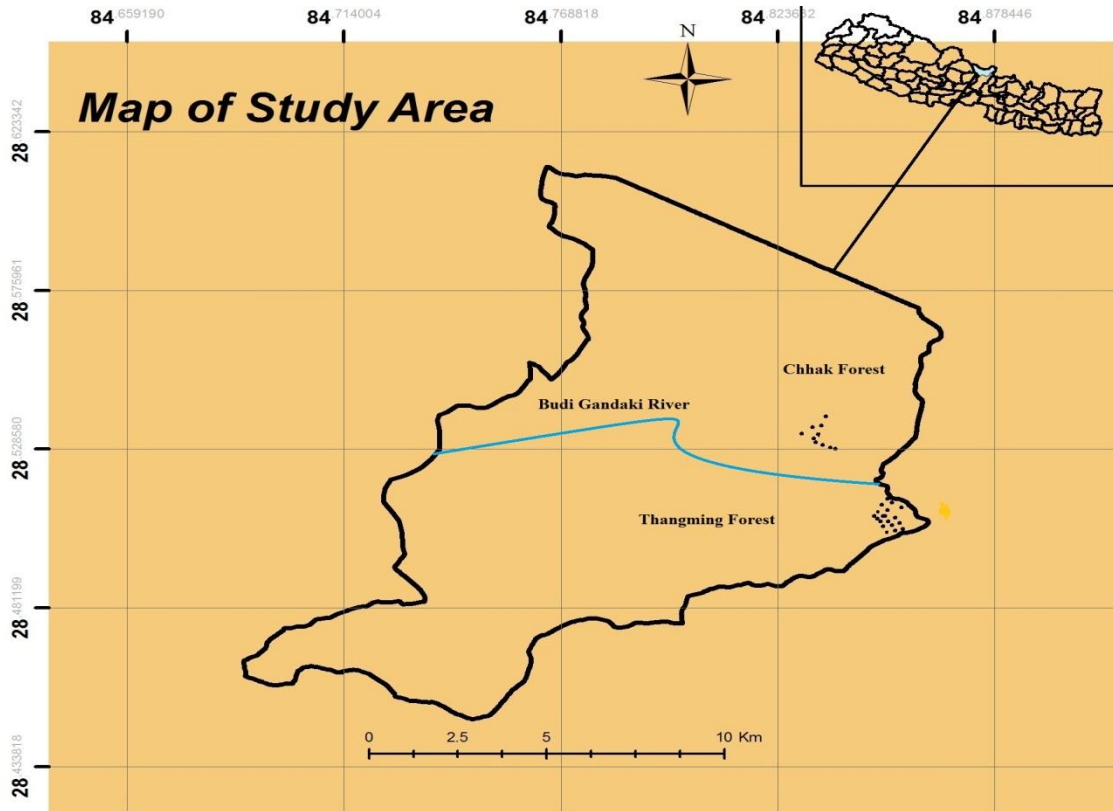 84 659190 84 714004 84 768818 84 823632 84 878446
N
Map of Study Area
28 623342
28 575961
Chhak Forest
Budi Gandaki River
28 528580
Thangming Forest
28 481199
0 2.5 5 10 Km
28 433818